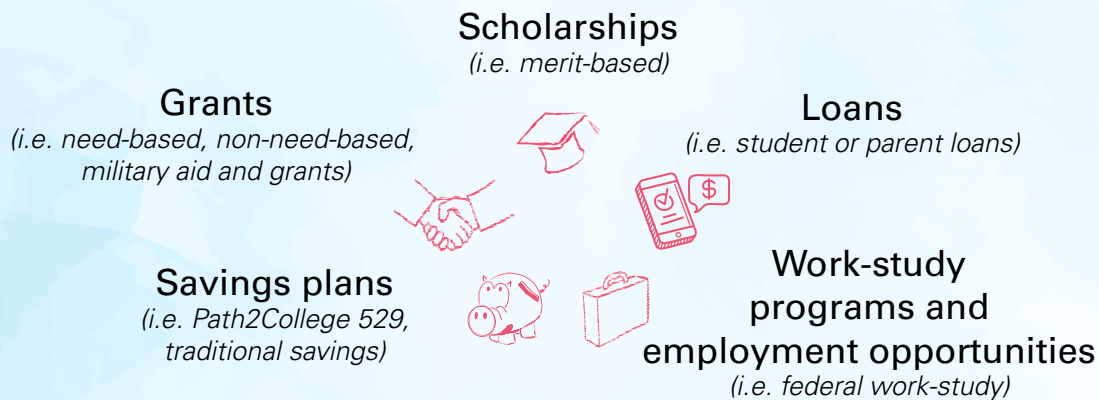 Scholarships
(i.e. merit-based)
Grants
(i.e. need-based, non-need-based,
military aid and grants)
Loans
(i.e. student or parent loans)
$
Savings plans
(i.e. Path2College 529,
traditional savings)
Work-study
programs and
employment opportunities
(i.e. federal work-study)